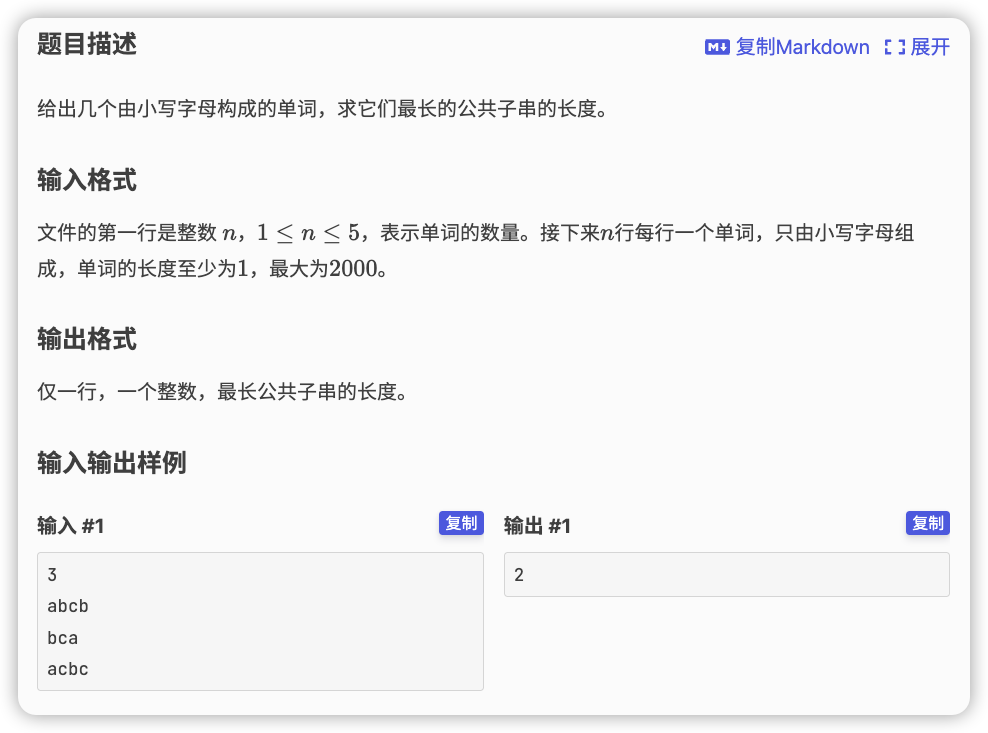 题目描述
复制Markdown 展开
给出几个由小写字母构成的单词，求它们最长的公共子串的长度。
输入格式
文件的第一行是整数 n，1 ≤ n ≤ 5，表示单词的数量。接下来n行每行一个单词，只由小写字母组
成，单词的长度至少为1，最大为2000。
输出格式
仅一行，一个整数，最长公共子串的长度。
输入输出样例
输入 #1
复制
3
abcb
bca
acbc
输出 #1
复制
2